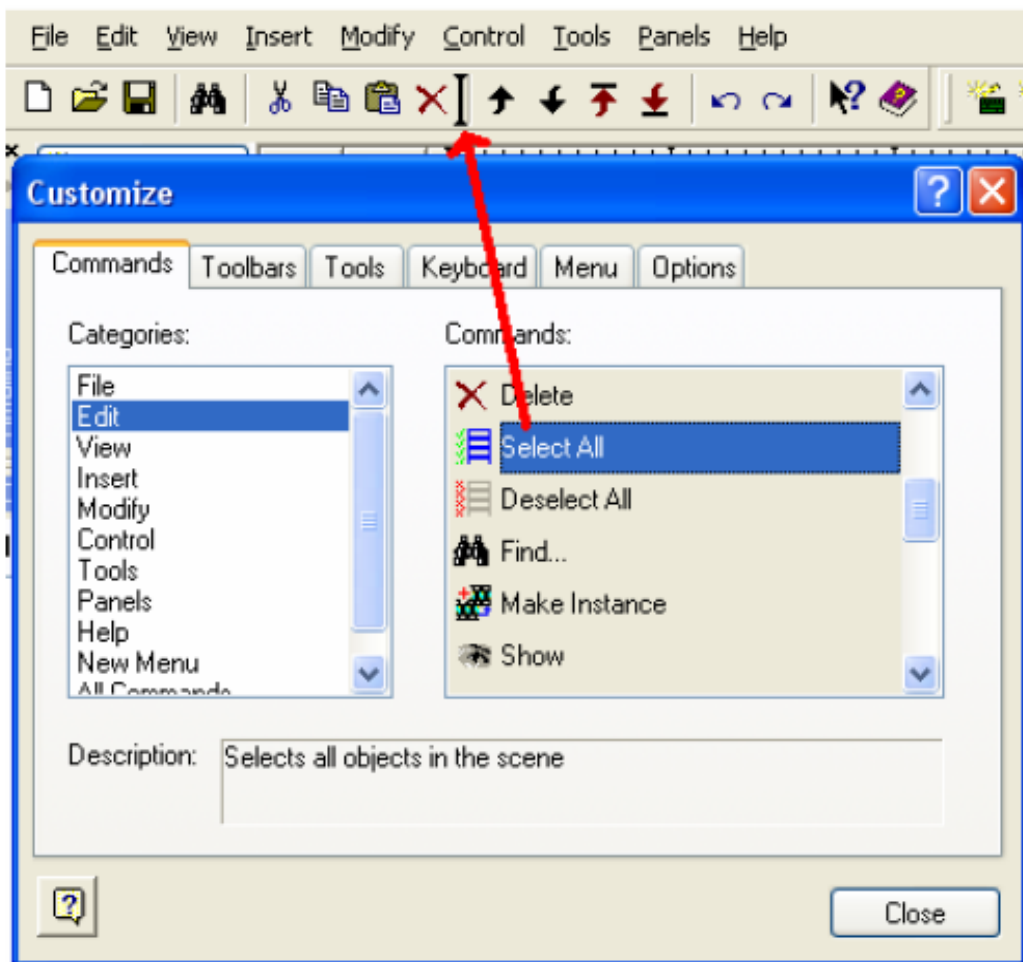 File Edit View Insert Modify Control Tools Panels Help
Customize
Commands Toolbars Tools Keyboard Menu Options
Categories:
File
Edit
View
Insert
Modify
Control
Tools
Panels
Help
New Menu
All Commands
Commands:
Delete
Select All
Deselect All
Find...
Make Instance
Show
Description: Selects all objects in the scene
Close